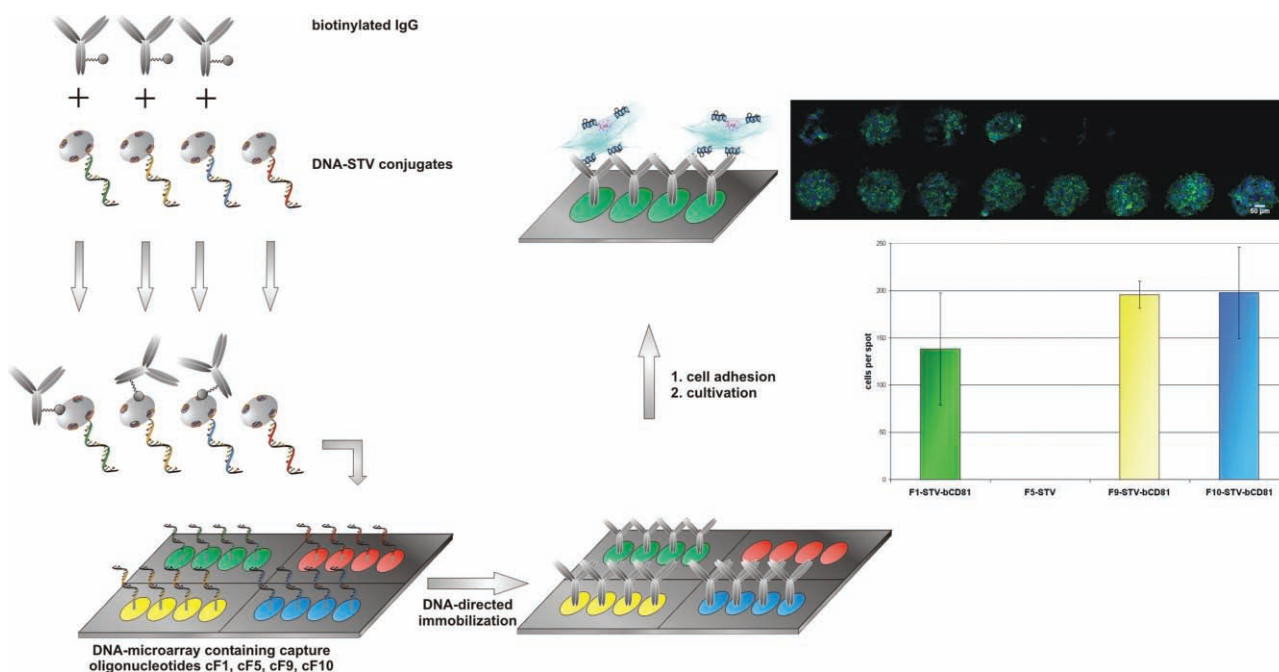 biotinylated IgG
+ + +
DNA-STV conjugates
1. cell adhesion
2. cultivation
DNA-directed
immobilization
DNA-microarray containing capture
oligonucleotides cF1, cF5, cF9, cF10
50 µm
250
200
150
100
50
0
cells per spot
F1-STV-bCD81 F5-STV F9-STV-bCD81 F10-STV-bCD81